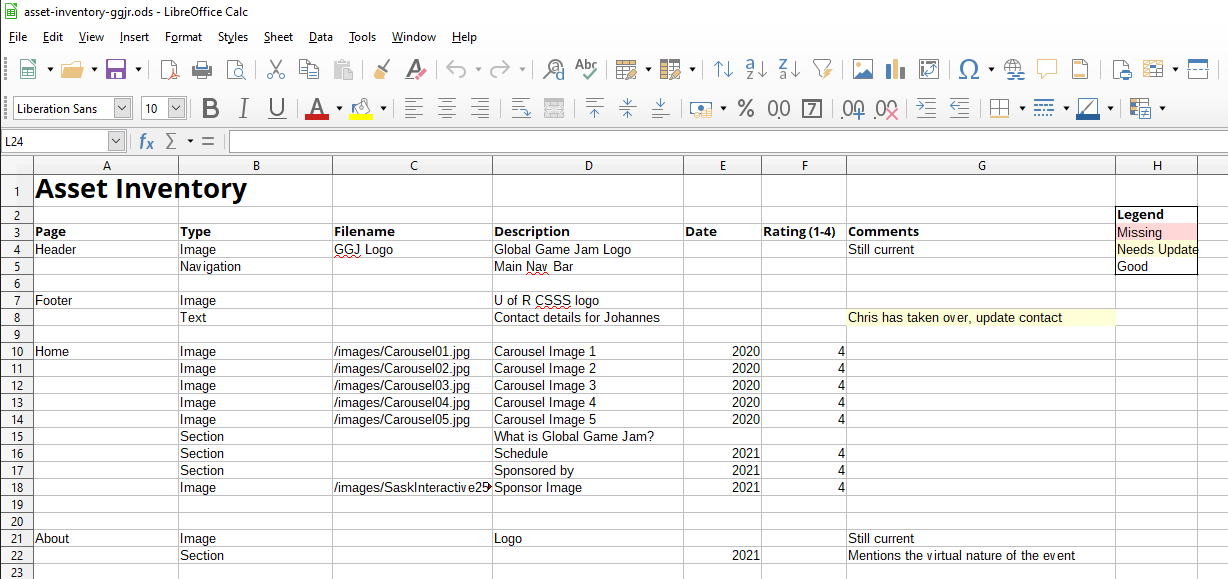 asset-inventory-ggjr.ods - LibreOffice Calc
File Edit View Insert Format Styles Sheet Data Tools Window Help
Abc
Liberation Sans 10 B I U A % 00 7 .00 00
L24 fx Σ =
A B C D E F G H
1 Asset Inventory
2 Legend
3 Page Type Filename Description Date Rating (1-4) Comments Missing
4 Header Image GGJ Logo Global Game Jam Logo Still current Needs Update
5 Navigation Main Nav Bar Good
6
7 Footer Image U of R CSSS logo
8 Text Contact details for Johannes Chris has taken over, update contact
9
10 Home Image /images/Carousel01.jpg Carousel Image 1 2020 4
11 Image /images/Carousel02.jpg Carousel Image 2 2020 4
12 Image /images/Carousel03.jpg Carousel Image 3 2020 4
13 Image /images/Carousel04.jpg Carousel Image 4 2020 4
14 Image /images/Carousel05.jpg Carousel Image 5 2020 4
15 Section What is Global Game Jam?
16 Section Schedule 2021 4
17 Section Sponsored by 2021 4
18 Image /images/SaskInteractive25 Sponsor Image 2021 4
19
20
21 About Image Logo Still current
22 Section 2021 Mentions the virtual nature of the event
23